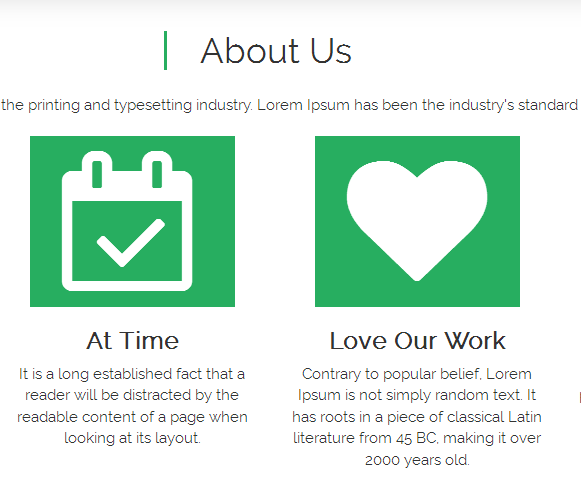 About Us
the printing and typesetting industry. Lorem Ipsum has been the industry's standard
At Time
It is a long established fact that a
reader will be distracted by the
readable content of a page when
looking at its layout.
Love Our Work
Contrary to popular belief, Lorem
Ipsum is not simply random text. It
has roots in a piece of classical Latin
literature from 45 BC, making it over
2000 years old.